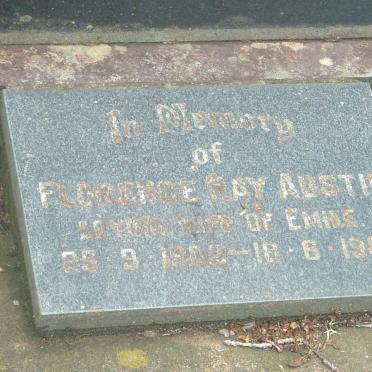 In Memory
of
FLORENCE RAY AUSTI
LOVING WIFE OF EMILE
25·9·1902–18·6·19